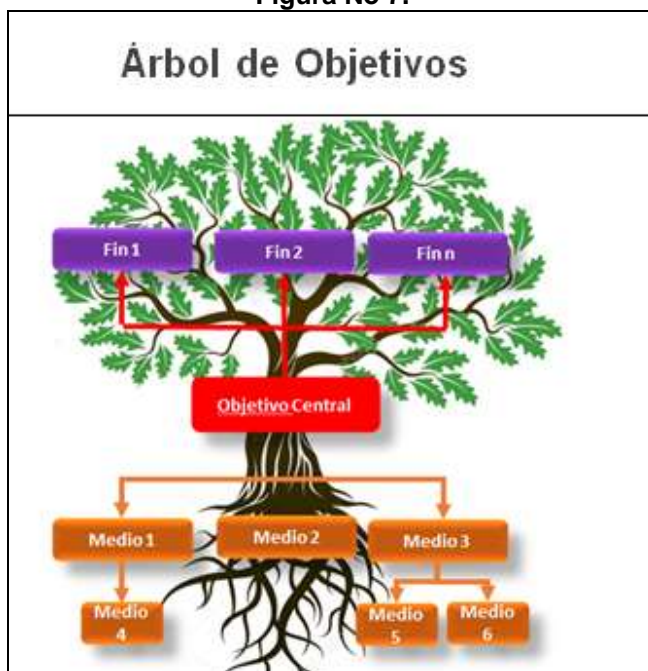 Figura No 7.
Árbol de Objetivos
Fin 1
Fin 2
Fin n
Objetivo Central
Medio 1
Medio 2
Medio 3
Medio
4
Medio
5
Medio
6